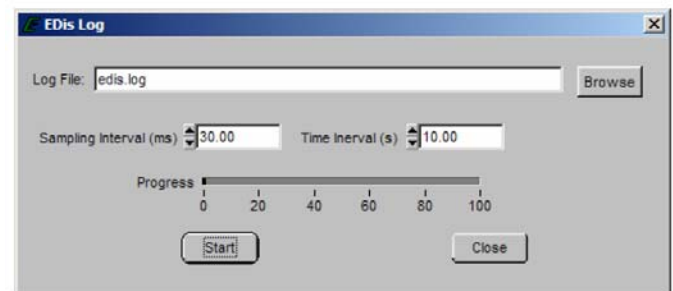 EDis Log
Log File: edis.log Browse
Sampling Interval (ms) 30.00 Time Inerval (s) 10.00
Progress
0 20 40 60 80 100
Start Close